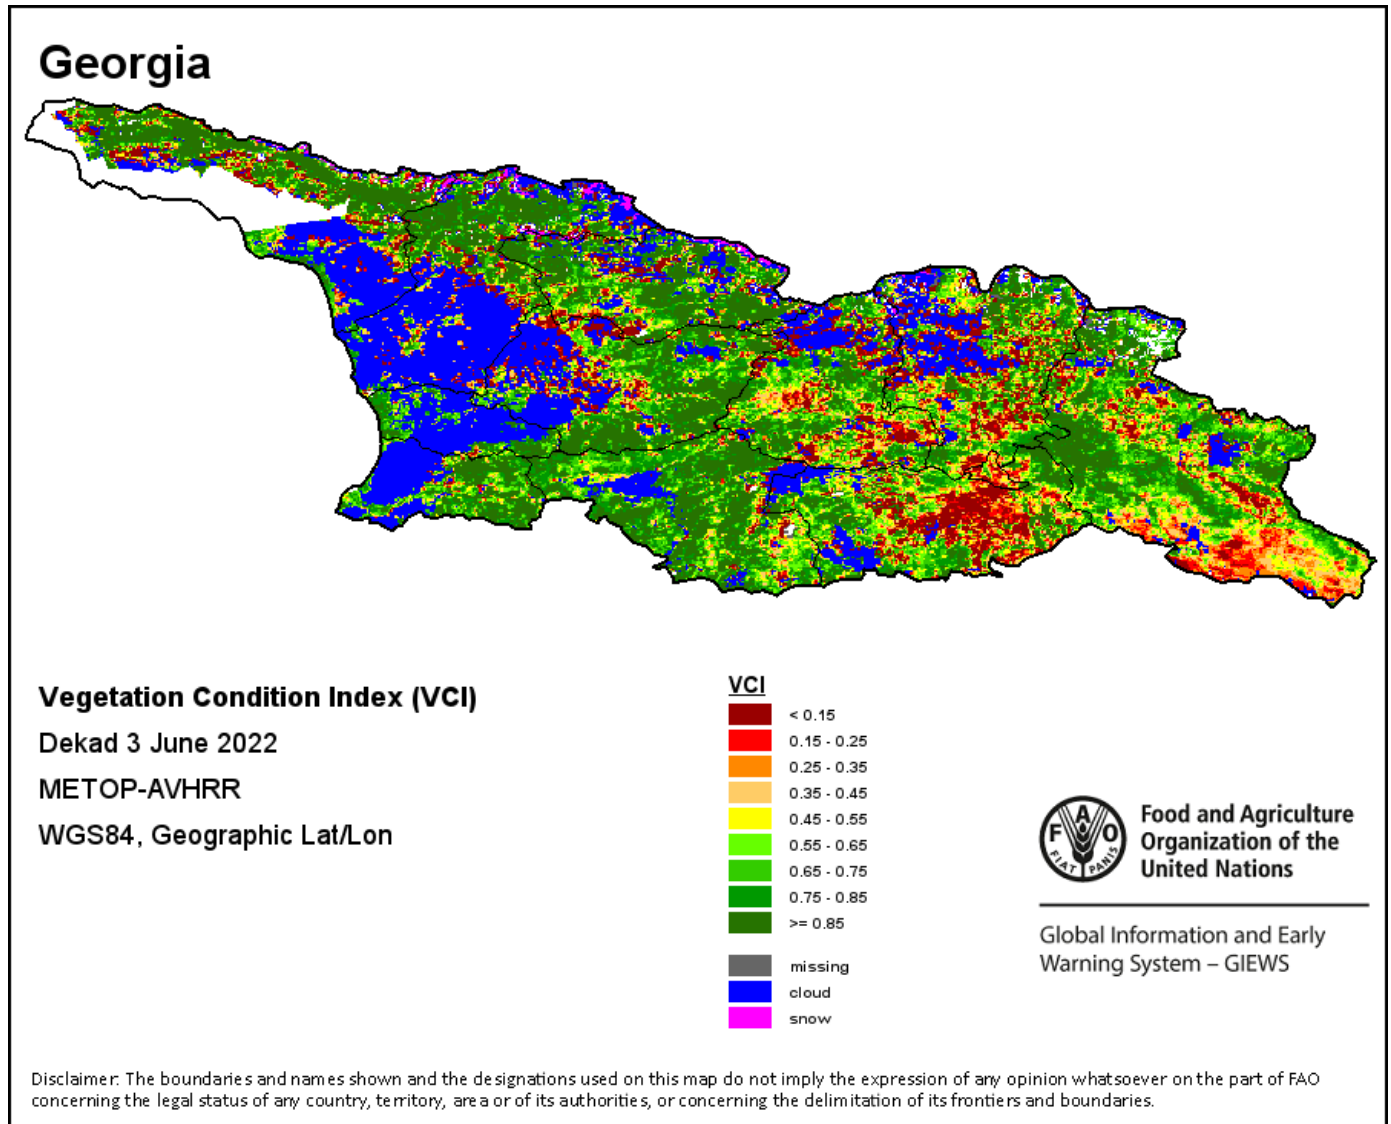 Georgia
Vegetation Condition Index (VCI)
Dekad 3 June 2022
METOP-AVHRR
WGS84, Geographic Lat/Lon
VCI
< 0.15
0.15 - 0.25
0.25 - 0.35
0.35 - 0.45
0.45 - 0.55
0.55 - 0.65
0.65 - 0.75
0.75 - 0.85
>= 0.85
missing
cloud
snow
F A O
FIAT PANIS
Food and Agriculture
Organization of the
United Nations
Global Information and Early
Warning System – GIEWS
Disclaimer: The boundaries and names shown and the designations used on this map do not imply the expression of any opinion whatsoever on the part of FAO
concerning the legal status of any country, territory, area or of its authorities, or concerning the delimitation of its frontiers and boundaries.